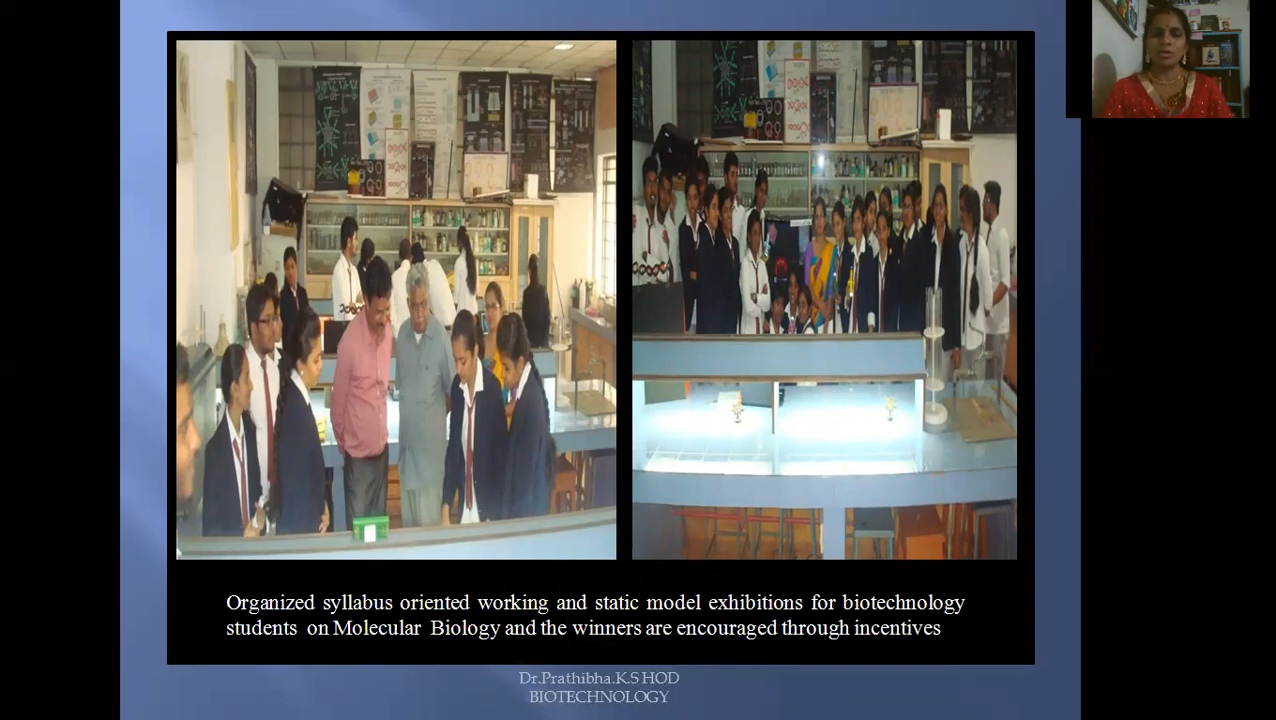 Organized syllabus oriented working and static model exhibitions for biotechnology
students on Molecular Biology and the winners are encouraged through incentives
Dr.Prathibha.K.S HOD
BIOTECHNOLOGY